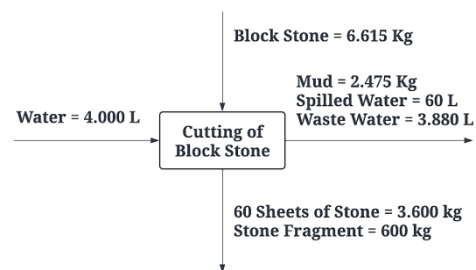 Block Stone = 6.615 Kg
Mud = 2.475 Kg
Spilled Water = 60 L
Waste Water = 3.880 L
Water = 4.000 L
Cutting of
Block Stone
60 Sheets of Stone = 3.600 kg
Stone Fragment = 600 kg